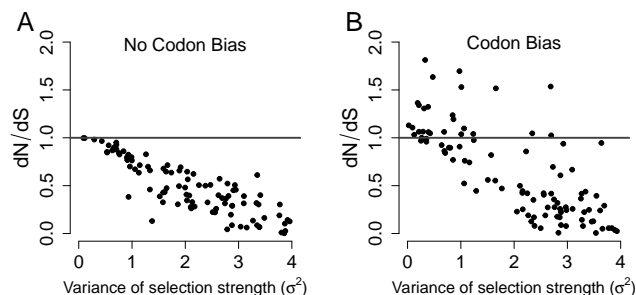 A
No Codon Bias
dN/dS
2.0
1.5
1.0
0.5
0.0
0 1 2 3 4
Variance of selection strength (σ²)
B
Codon Bias
dN/dS
2.0
1.5
1.0
0.5
0.0
0 1 2 3 4
Variance of selection strength (σ²)